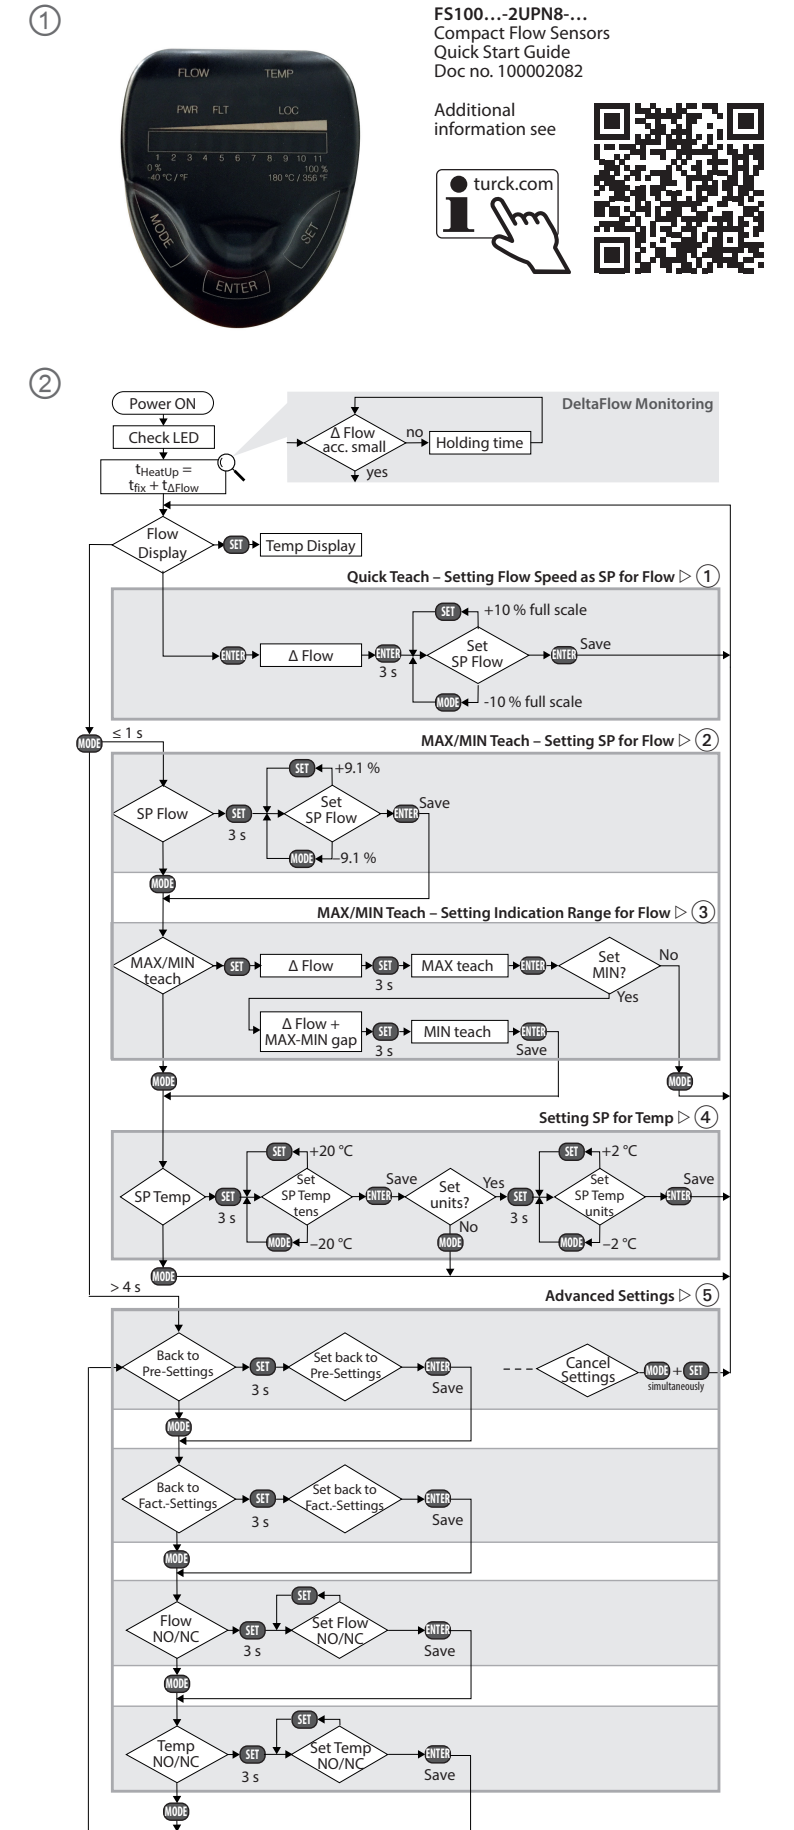 ①
FS100…-2UPN8-…
Compact Flow Sensors
Quick Start Guide
Doc no. 100002082
Additional
information see
turck.com
FLOW TEMP
PWR FLT LOC
1 2 3 4 5 6 7 8 9 10 11
0 % 100 %
-40 °C / °F 180 °C / 356 °F
MODE
ENTER
SET
②
Power ON
Check LED
tHeatUp =
tfix + tΔFlow
DeltaFlow Monitoring
Δ Flow
acc. small
no
Holding time
yes
Flow
Display
SET
Temp Display
Quick Teach – Setting Flow Speed as SP for Flow ▷ ①
SET
+10 % full scale
ENTER
Δ Flow
ENTER
3 s
Set
SP Flow
ENTER
Save
MODE
-10 % full scale
MODE
≤ 1 s
MAX/MIN Teach – Setting SP for Flow ▷ ②
SET
+9.1 %
SP Flow
SET
3 s
Set
SP Flow
ENTER
Save
MODE
–9.1 %
MODE
MAX/MIN Teach – Setting Indication Range for Flow ▷ ③
MAX/MIN
teach
SET
Δ Flow
SET
3 s
MAX teach
ENTER
Set
MIN?
No
Yes
Δ Flow +
MAX-MIN gap
SET
3 s
MIN teach
ENTER
Save
MODE
MODE
Setting SP for Temp ▷ ④
SET
+20 °C
SET
+2 °C
SP Temp
SET
3 s
Set
SP Temp
tens
ENTER
Save
Set
units?
Yes
SET
3 s
Set
SP Temp
units
ENTER
Save
MODE
–20 °C
No
MODE
MODE
–2 °C
MODE
> 4 s
Advanced Settings ▷ ⑤
Back to
Pre-Settings
SET
3 s
Set back to
Pre-Settings
ENTER
Save
Cancel
Settings
MODE + SET
simultaneously
MODE
Back to
Fact.-Settings
SET
3 s
Set back to
Fact.-Settings
ENTER
Save
MODE
SET
Flow
NO/NC
SET
3 s
Set Flow
NO/NC
ENTER
Save
MODE
SET
Temp
NO/NC
SET
3 s
Set Temp
NO/NC
ENTER
Save
MODE